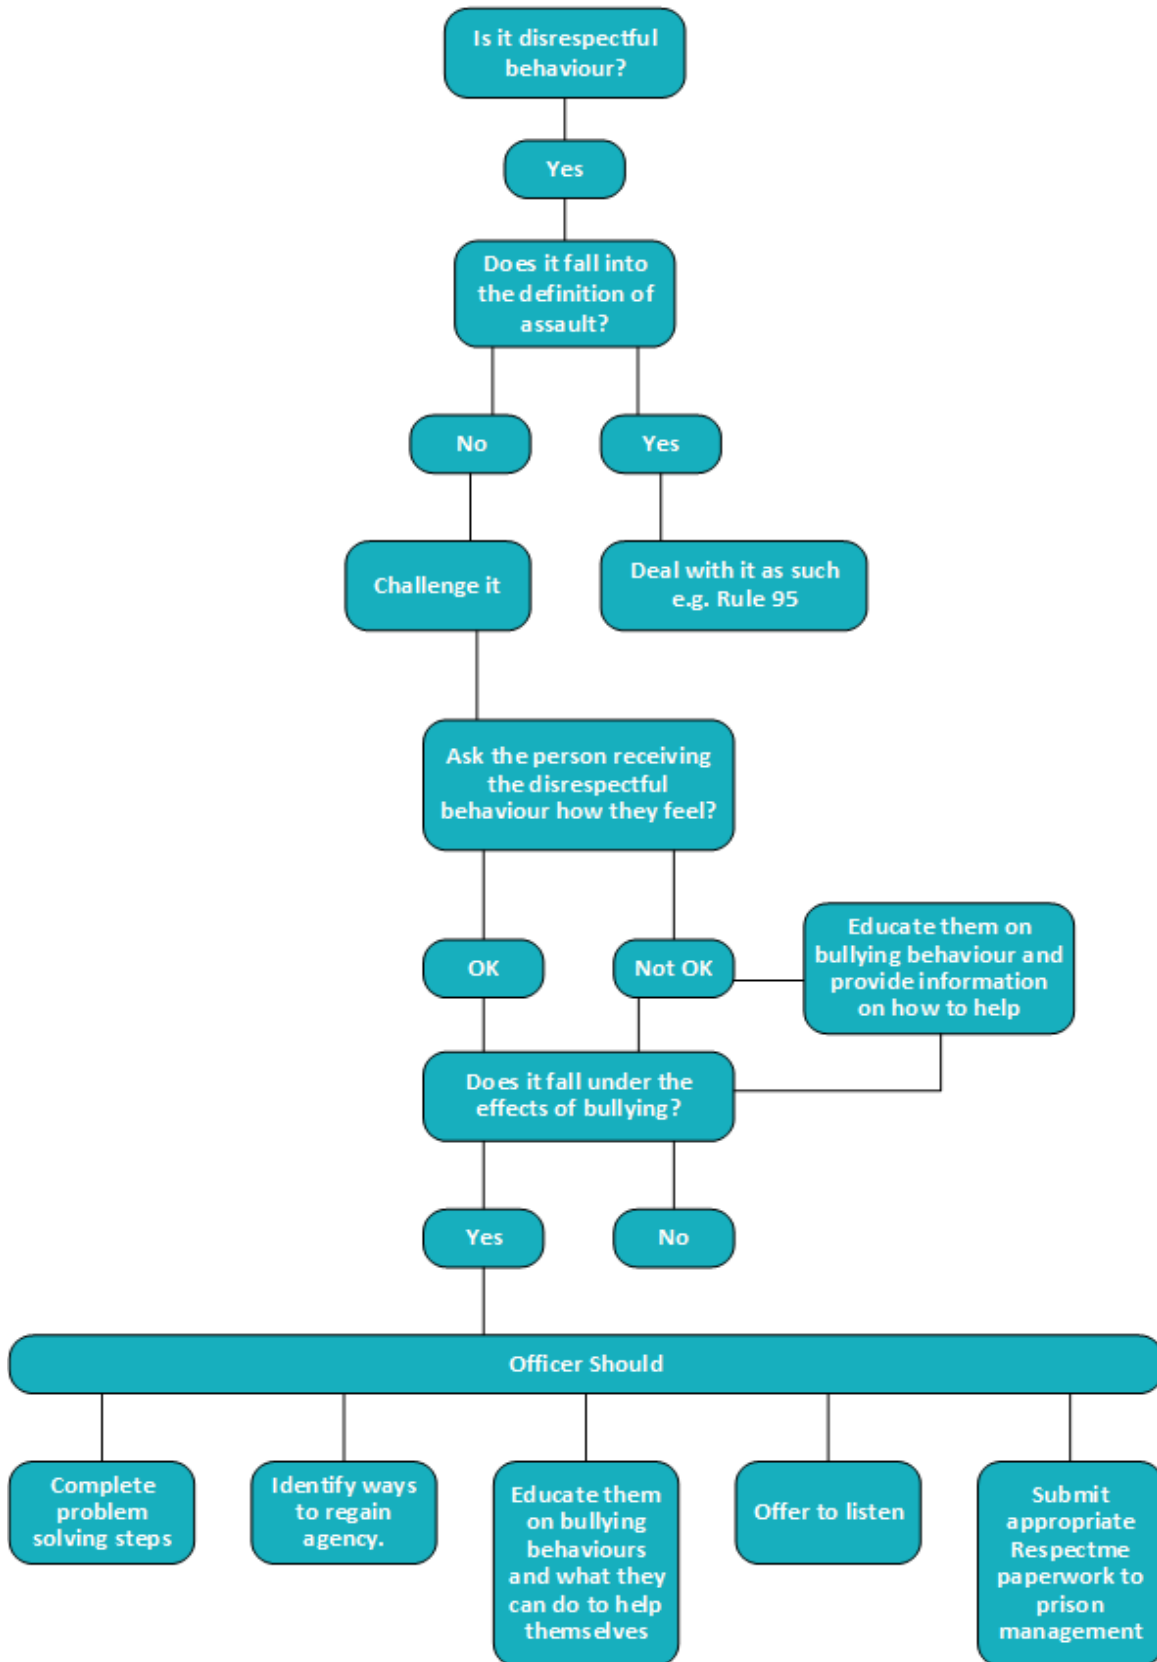 Is it disrespectful
behaviour?
Yes
Does it fall into
the definition of
assault?
No
Yes
Challenge it
Deal with it as such
e.g. Rule 95
Ask the person receiving
the disrespectful
behaviour how they feel?
OK
Not OK
Educate them on
bullying behaviour and
provide information
on how to help
Does it fall under the
effects of bullying?
Yes
No
Officer Should
Complete
problem
solving steps
Identify ways
to regain
agency.
Educate them
on bullying
behaviours
and what they
can do to help
themselves
Offer to listen
Submit
appropriate
Respectme
paperwork to
prison
management